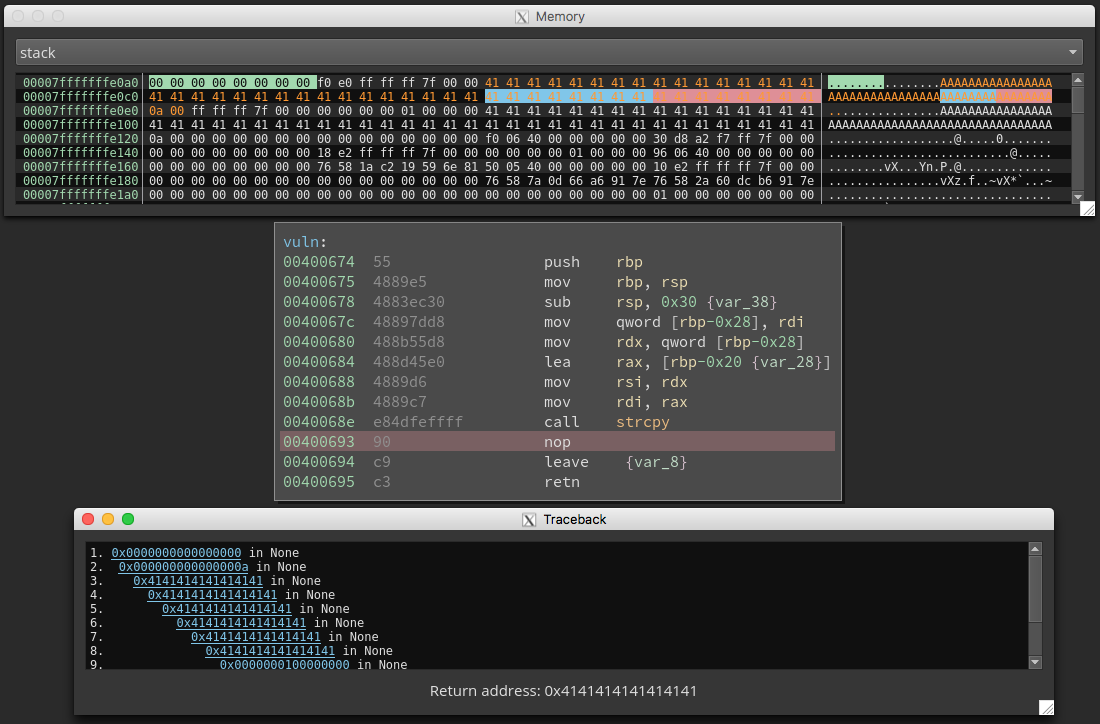 Memory
stack
00007fffffffe0a0 00 00 00 00 00 00 00 00 f0 e0 ff ff ff 7f 00 00 41 41 41 41 41 41 41 41 41 41 41 41 41 41 41 41 ................AAAAAAAAAAAAAAAA
00007fffffffe0c0 41 41 41 41 41 41 41 41 41 41 41 41 41 41 41 41 41 41 41 41 41 41 41 41 41 41 41 41 41 41 41 41 AAAAAAAAAAAAAAAAAAAAAAAAAAAAAAAA
00007fffffffe0e0 0a 00 ff ff ff 7f 00 00 00 00 00 00 01 00 00 00 41 41 41 41 41 41 41 41 41 41 41 41 41 41 41 41 ................AAAAAAAAAAAAAAAA
00007fffffffe100 41 41 41 41 41 41 41 41 41 41 41 41 41 41 41 41 41 41 41 41 41 41 41 41 41 41 41 41 41 41 41 41 AAAAAAAAAAAAAAAAAAAAAAAAAAAAAAAA
00007fffffffe120 0a 00 00 00 00 00 00 00 00 00 00 00 00 00 00 00 f0 06 40 00 00 00 00 00 30 d8 a2 f7 ff 7f 00 00 ..................@.....0.......
00007fffffffe140 00 00 00 00 00 00 00 00 18 e2 ff ff ff 7f 00 00 00 00 00 00 01 00 00 00 96 06 40 00 00 00 00 00 ..........................@.....
00007fffffffe160 00 00 00 00 00 00 00 00 76 58 1a c2 19 59 6e 81 50 05 40 00 00 00 00 00 10 e2 ff ff ff 7f 00 00 ........vX...Yn.P.@.............
00007fffffffe180 00 00 00 00 00 00 00 00 00 00 00 00 00 00 00 00 76 58 7a 0d 66 a6 91 7e 76 58 2a 60 dc b6 91 7e ................vXz.f..~vX*`...~
00007fffffffe1a0 00 00 00 00 00 00 00 00 00 00 00 00 00 00 00 00 00 00 00 00 00 00 00 00 01 00 00 00 00 00 00 00 ................................
vuln:
00400674 55 push rbp
00400675 4889e5 mov rbp, rsp
00400678 4883ec30 sub rsp, 0x30 {var_38}
0040067c 48897dd8 mov qword [rbp-0x28], rdi
00400680 488b55d8 mov rdx, qword [rbp-0x28]
00400684 488d45e0 lea rax, [rbp-0x20 {var_28}]
00400688 4889d6 mov rsi, rdx
0040068b 4889c7 mov rdi, rax
0040068e e84dfeffff call strcpy
00400693 90 nop
00400694 c9 leave {var_8}
00400695 c3 retn
Traceback
1. 0x0000000000000000 in None
2. 0x000000000000000a in None
3. 0x4141414141414141 in None
4. 0x4141414141414141 in None
5. 0x4141414141414141 in None
6. 0x4141414141414141 in None
7. 0x4141414141414141 in None
8. 0x4141414141414141 in None
9. 0x0000000100000000 in None
Return address: 0x4141414141414141